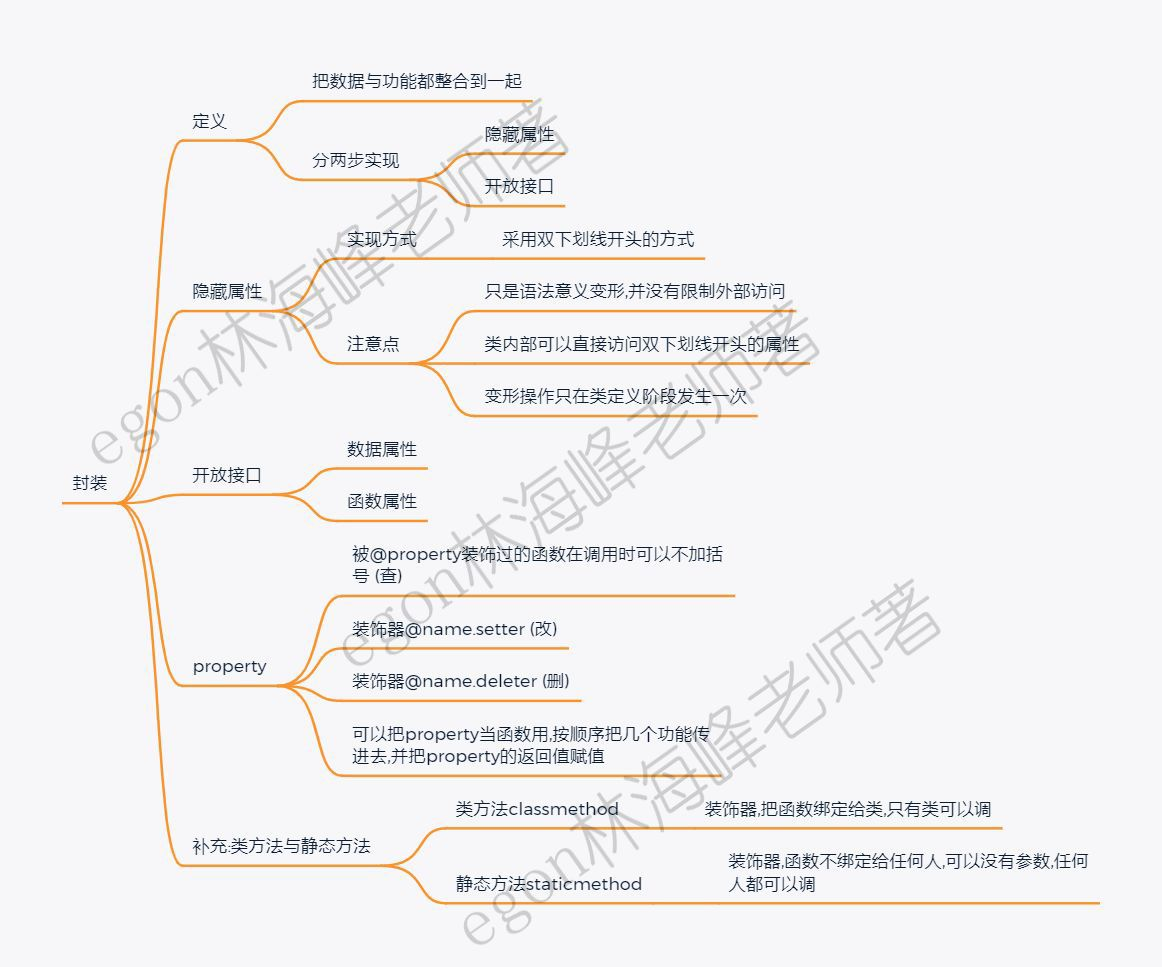 把数据与功能都整合到一起
定义
隐藏属性
分两步实现
开放接口
实现方式
采用双下划线开头的方式
隐藏属性
只是语法意义变形,并没有限制外部访问
注意点
类内部可以直接访问双下划线开头的属性
变形操作只在类定义阶段发生一次
封装
开放接口
数据属性
函数属性
被@property装饰过的函数在调用时可以不加括
号 (查)
装饰器@name.setter (改)
property
装饰器@name.deleter (删)
可以把property当函数用,按顺序把几个功能传
进去,并把property的返回值赋值
类方法classmethod
装饰器,把函数绑定给类,只有类可以调
补充:类方法与静态方法
静态方法staticmethod
装饰器,函数不绑定给任何人,可以没有参数,任何
人都可以调
egon林海峰老师著
egon林海峰老师著
egon林海峰老师著